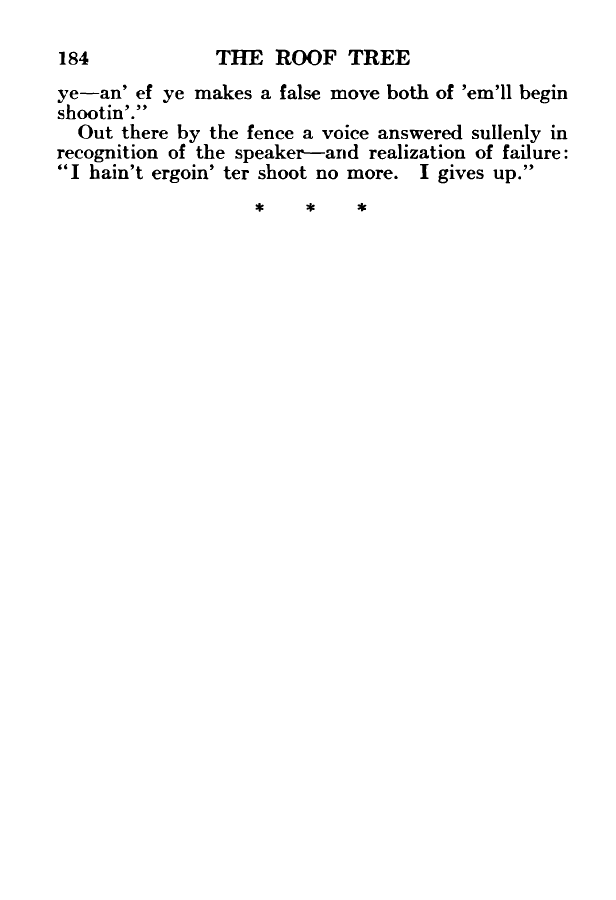 184 THE ROOF TREE
ye—an’ ef ye makes a false move both of ’em’ll begin
shootin’.”
Out there by the fence a voice answered sullenly in
recognition of the speaker—and realization of failure:
“I hain’t ergoin’ ter shoot no more. I gives up.”
* * *